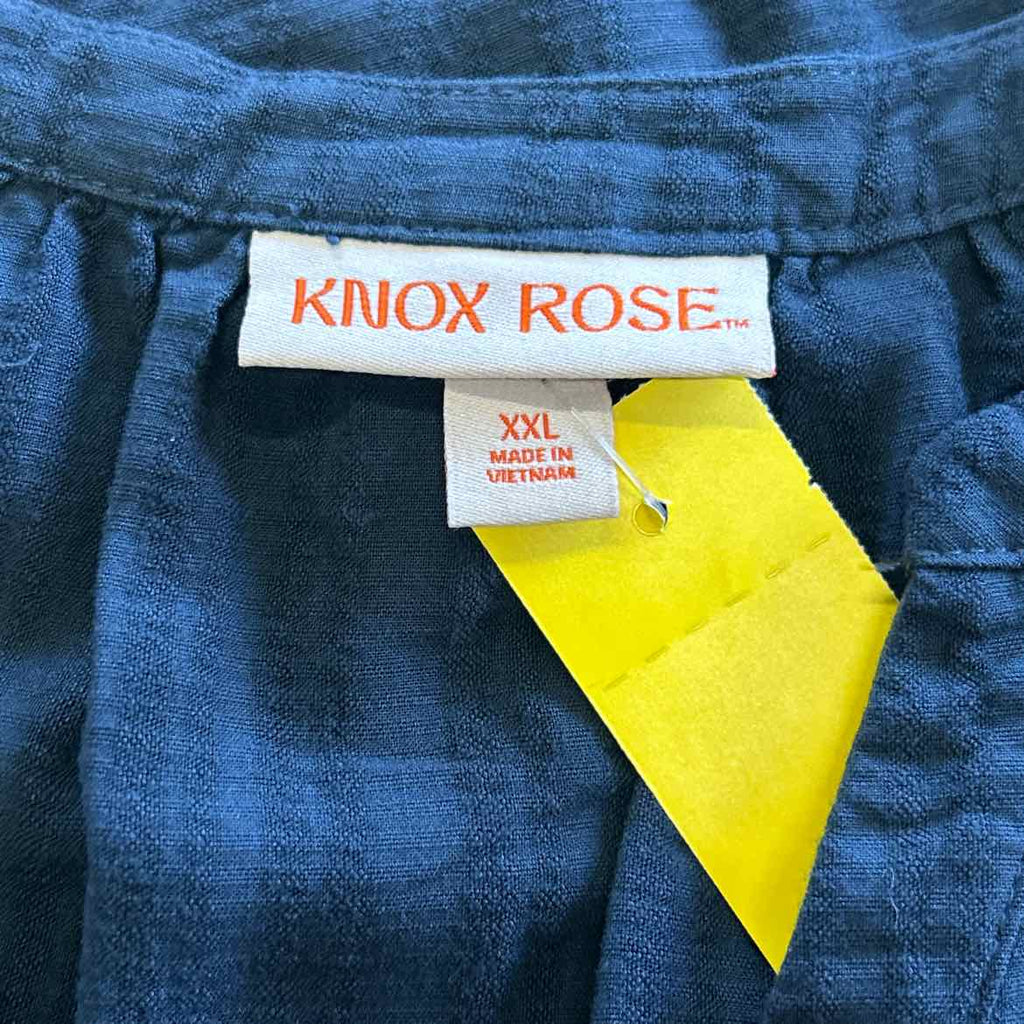 KNOX ROSE™
XXL
MADE IN
VIETNAM